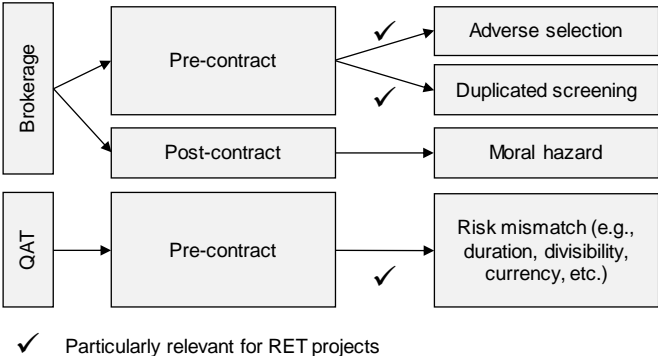 Brokerage
Pre-contract
✓
Adverse selection
✓
Duplicated screening
Post-contract
Moral hazard
QAT
Pre-contract
✓
Risk mismatch (e.g.,
duration, divisibility,
currency, etc.)
✓ Particularly relevant for RET projects